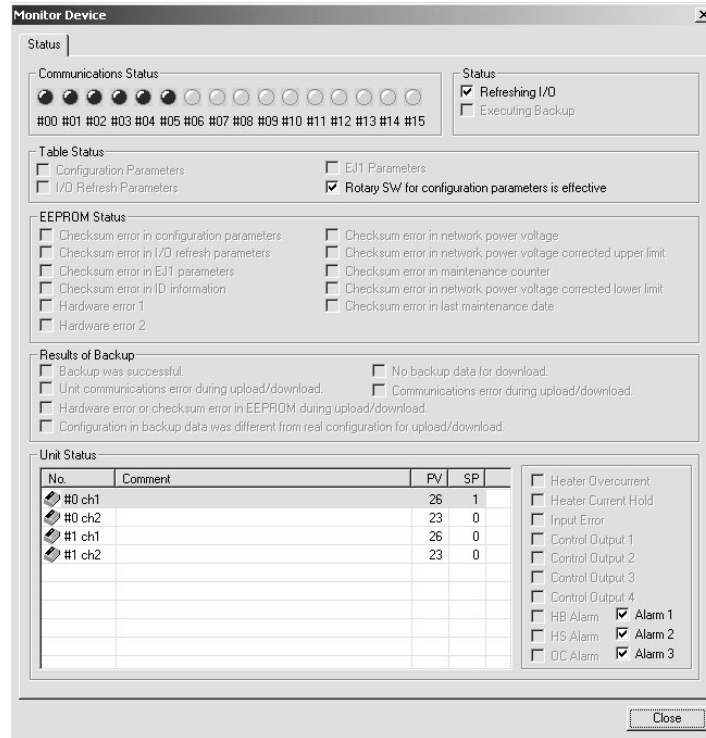 Monitor Device
Status
Communications Status
#00 #01 #02 #03 #04 #05 #06 #07 #08 #09 #10 #11 #12 #13 #14 #15
Status
Refreshing I/O
Executing Backup
Table Status
Configuration Parameters
EJ1 Parameters
I/O Refresh Parameters
Rotary SW for configuration parameters is effective
EEPROM Status
Checksum error in configuration parameters
Checksum error in network power voltage
Checksum error in I/O refresh parameters
Checksum error in network power voltage corrected upper limit
Checksum error in EJ1 parameters
Checksum error in maintenance counter
Checksum error in ID information
Checksum error in network power voltage corrected lower limit
Hardware error 1
Checksum error in last maintenance date
Hardware error 2
Results of Backup
Backup was successful.
No backup data for download.
Unit communications error during upload/download.
Communications error during upload/download.
Hardware error or checksum error in EEPROM during upload/download.
Configuration in backup data was different from real configuration for upload/download.
Unit Status
No. Comment PV SP
#0 ch1 26 1
#0 ch2 23 0
#1 ch1 26 0
#1 ch2 23 0
Heater Overcurrent
Heater Current Hold
Input Error
Control Output 1
Control Output 2
Control Output 3
Control Output 4
HB Alarm Alarm 1
HS Alarm Alarm 2
OC Alarm Alarm 3
Close